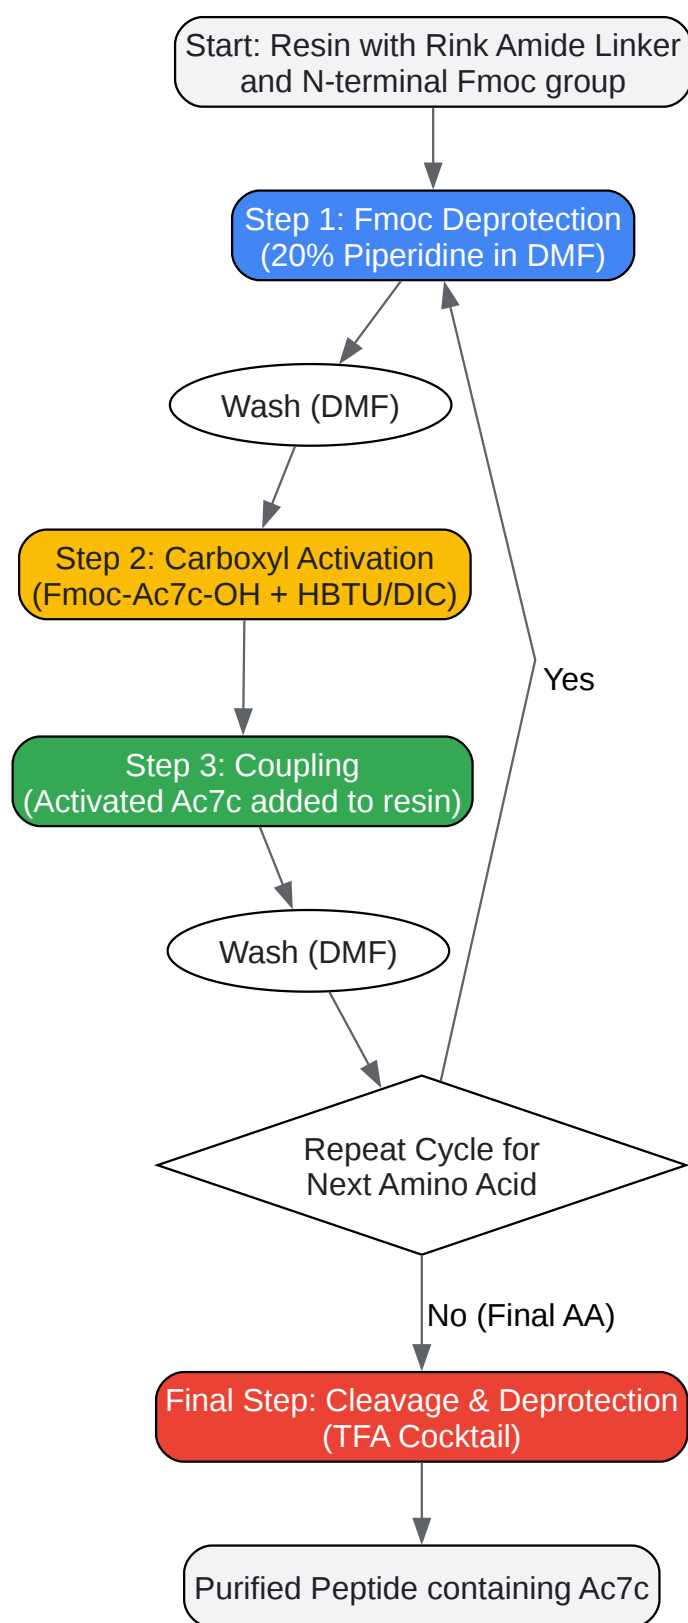 Start: Resin with Rink Amide Linker
and N-terminal Fmoc group
Step 1: Fmoc Deprotection
(20% Piperidine in DMF)
Wash (DMF)
Step 2: Carboxyl Activation
(Fmoc-Ac7c-OH + HBTU/DIC)
Yes
Step 3: Coupling
(Activated Ac7c added to resin)
Wash (DMF)
Repeat Cycle for
Next Amino Acid
No (Final AA)
Final Step: Cleavage & Deprotection
(TFA Cocktail)
Purified Peptide containing Ac7c